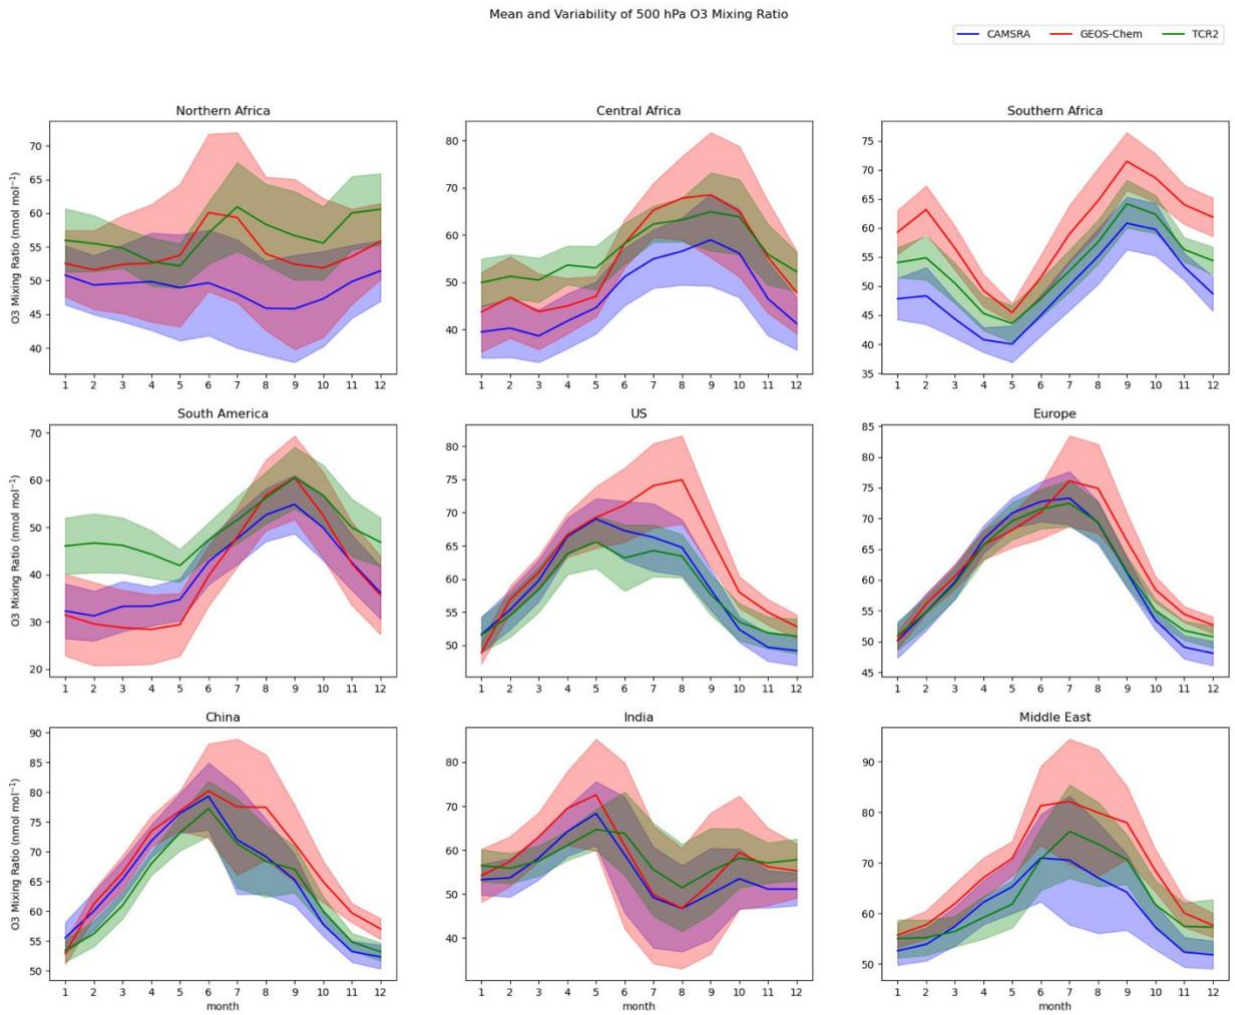 Mean and Variability of 500 hPa O3 Mixing Ratio
CAMSRA GEOS-Chem TCR2
Northern Africa
O3 Mixing Ratio (nmol mol⁻¹)
70
65
60
55
50
45
40
1 2 3 4 5 6 7 8 9 10 11 12
Central Africa
80
70
60
50
40
1 2 3 4 5 6 7 8 9 10 11 12
Southern Africa
75
70
65
60
55
50
45
40
35
1 2 3 4 5 6 7 8 9 10 11 12
South America
O3 Mixing Ratio (nmol mol⁻¹)
70
60
50
40
30
20
1 2 3 4 5 6 7 8 9 10 11 12
US
80
75
70
65
60
55
50
1 2 3 4 5 6 7 8 9 10 11 12
Europe
85
80
75
70
65
60
55
50
45
1 2 3 4 5 6 7 8 9 10 11 12
China
O3 Mixing Ratio (nmol mol⁻¹)
90
85
80
75
70
65
60
55
50
1 2 3 4 5 6 7 8 9 10 11 12
month
India
80
70
60
50
40
1 2 3 4 5 6 7 8 9 10 11 12
month
Middle East
90
80
70
60
50
1 2 3 4 5 6 7 8 9 10 11 12
month